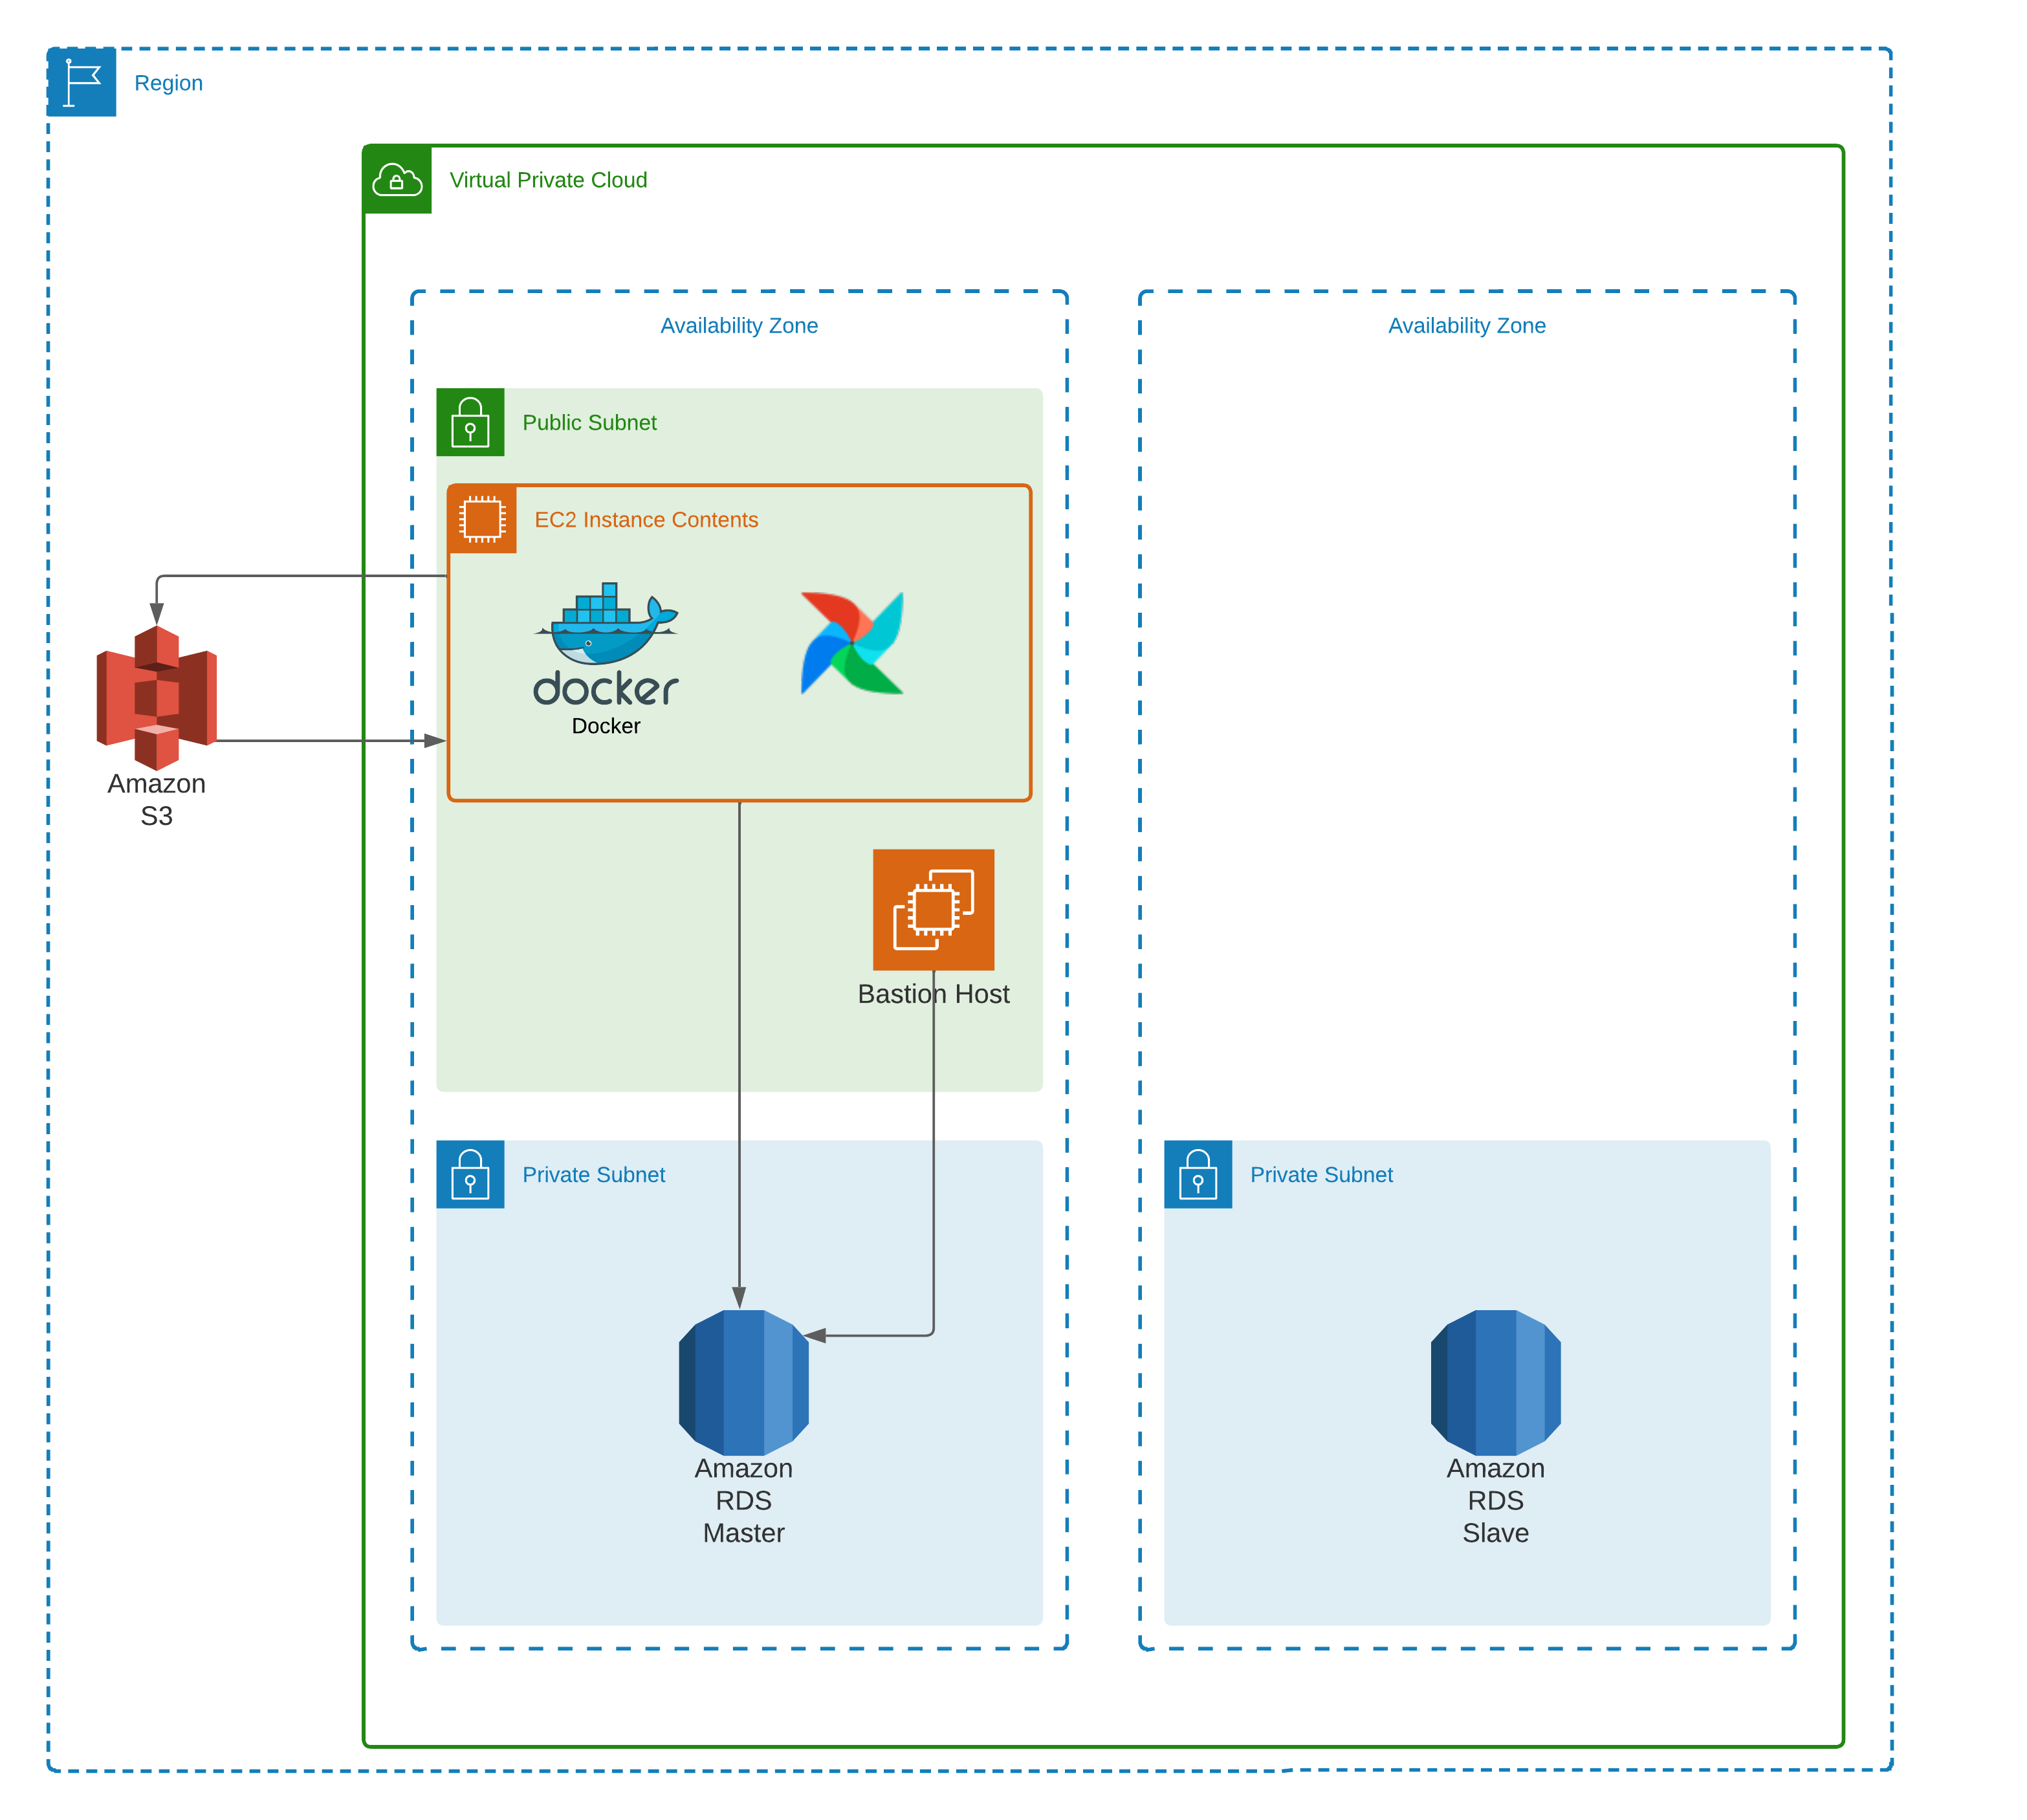 Region
Virtual Private Cloud
Availability Zone
Availability Zone
Public Subnet
EC2 Instance Contents
docker
Docker
Amazon
S3
Bastion Host
Private Subnet
Private Subnet
Amazon
RDS
Master
Amazon
RDS
Slave